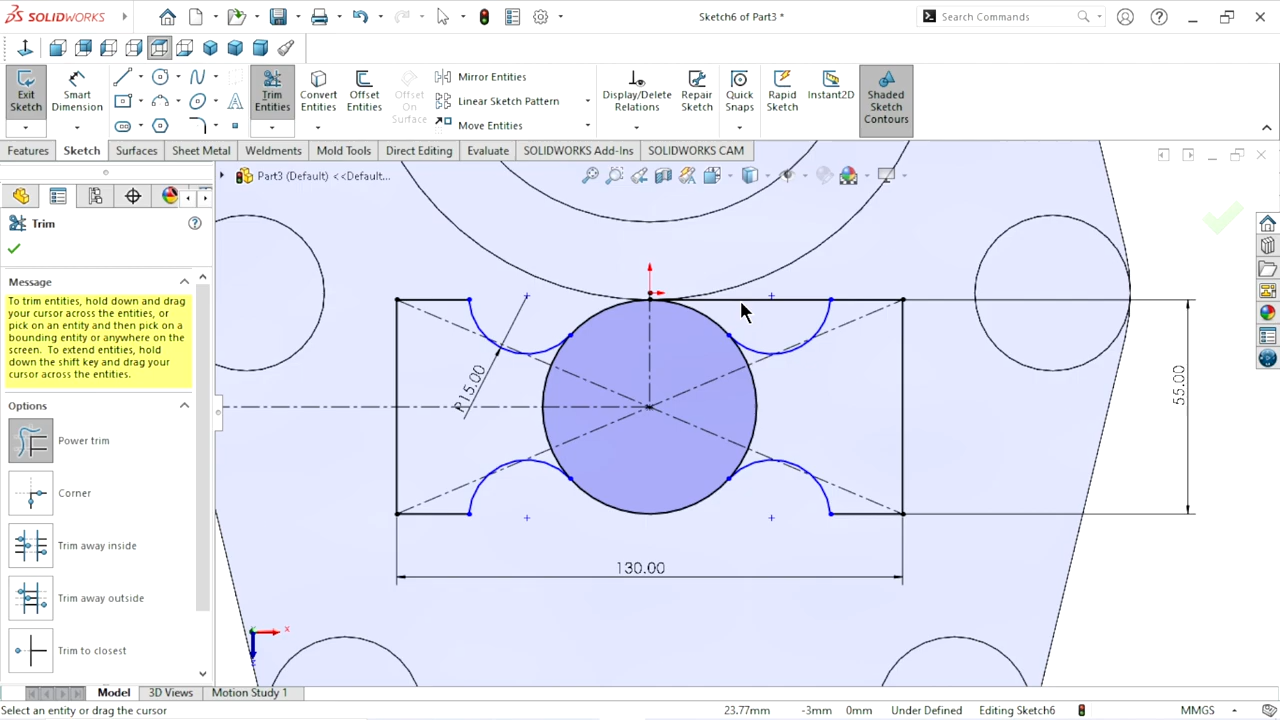 SOLIDWORKS
Sketch6 of Part3 *
Search Commands
Exit Sketch
Smart Dimension
Trim Entities
Convert Entities
Offset Entities
Offset On Surface
Mirror Entities
Linear Sketch Pattern
Move Entities
Display/Delete Relations
Repair Sketch
Quick Snaps
Rapid Sketch
Instant2D
Shaded Sketch Contours
Features
Sketch
Surfaces
Sheet Metal
Weldments
Mold Tools
Direct Editing
Evaluate
SOLIDWORKS Add-Ins
SOLIDWORKS CAM
Part3 (Default) <<Default...
Trim
Message
To trim entities, hold down and drag
your cursor across the entities, or
pick on an entity and then pick on a
bounding entity or anywhere on the
screen. To extend entities, hold
down the shift key and drag your
cursor across the entities.
Options
Power trim
Corner
Trim away inside
Trim away outside
Trim to closest
R15.00
55.00
130.00
x
z
Model
3D Views
Motion Study 1
Select an entity or drag the cursor
23.77mm
-3mm
0mm
Under Defined
Editing Sketch6
MMGS